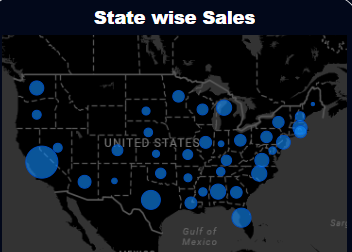 State wise Sales
UNITED STATES
Gulf of
Mexico